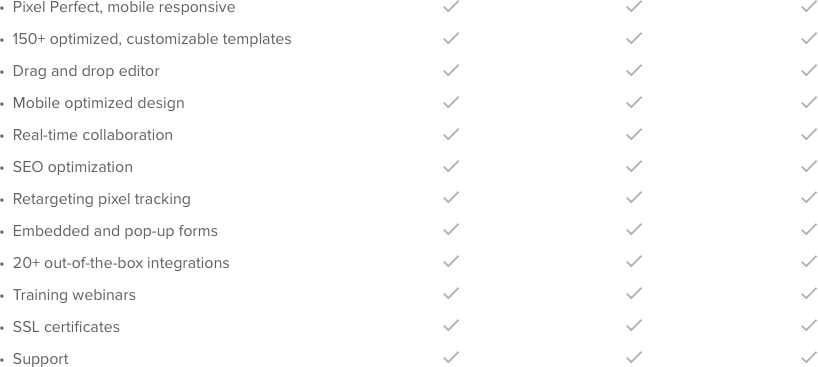 • Pixel Perfect, mobile responsive ✓ ✓ ✓
• 150+ optimized, customizable templates ✓ ✓ ✓
• Drag and drop editor ✓ ✓ ✓
• Mobile optimized design ✓ ✓ ✓
• Real-time collaboration ✓ ✓ ✓
• SEO optimization ✓ ✓ ✓
• Retargeting pixel tracking ✓ ✓ ✓
• Embedded and pop-up forms ✓ ✓ ✓
• 20+ out-of-the-box integrations ✓ ✓ ✓
• Training webinars ✓ ✓ ✓
• SSL certificates ✓ ✓ ✓
• Support ✓ ✓ ✓